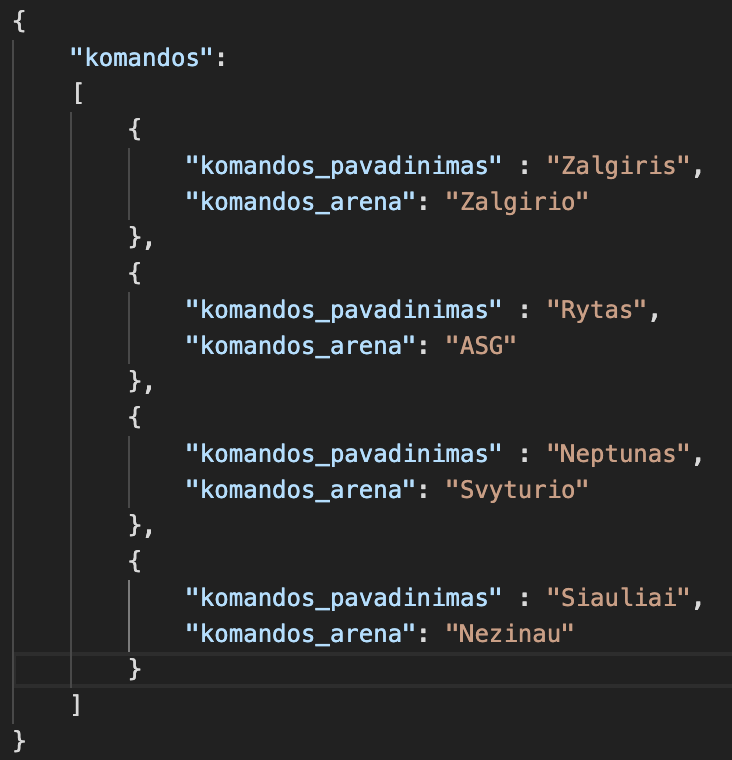 {
"komandos":
[
{
"komandos_pavadinimas" : "Zalgiris",
"komandos_arena": "Zalgirio"
},
{
"komandos_pavadinimas" : "Rytas",
"komandos_arena": "ASG"
},
{
"komandos_pavadinimas" : "Neptunas",
"komandos_arena": "Svyturio"
},
{
"komandos_pavadinimas" : "Siauliai",
"komandos_arena": "Nezinau"
}
]
}